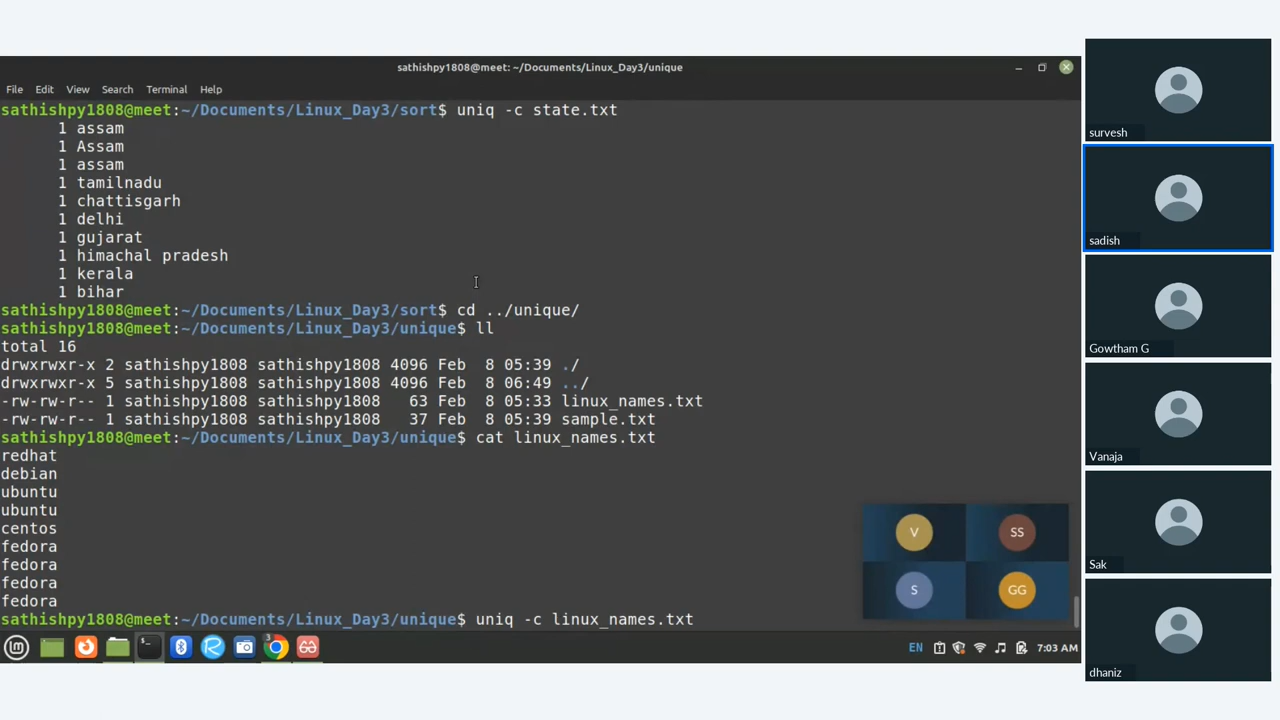 sathishpy1808@meet: ~/Documents/Linux_Day3/unique
File Edit View Search Terminal Help
sathishpy1808@meet:~/Documents/Linux_Day3/sort$ uniq -c state.txt
1 assam
1 Assam
1 assam
1 tamilnadu
1 chattisgarh
1 delhi
1 gujarat
1 himachal pradesh
1 kerala
1 bihar
sathishpy1808@meet:~/Documents/Linux_Day3/sort$ cd ../unique/
sathishpy1808@meet:~/Documents/Linux_Day3/unique$ ll
total 16
drwxrwxr-x 2 sathishpy1808 sathishpy1808 4096 Feb  8 05:39 ./
drwxrwxr-x 5 sathishpy1808 sathishpy1808 4096 Feb  8 06:49 ../
-rw-rw-r-- 1 sathishpy1808 sathishpy1808   63 Feb  8 05:33 linux_names.txt
-rw-rw-r-- 1 sathishpy1808 sathishpy1808   37 Feb  8 05:39 sample.txt
sathishpy1808@meet:~/Documents/Linux_Day3/unique$ cat linux_names.txt
redhat
debian
ubuntu
ubuntu
centos
fedora
fedora
fedora
fedora
sathishpy1808@meet:~/Documents/Linux_Day3/unique$ uniq -c linux_names.txt
V SS
S GG
3
EN 7:03 AM
survesh
sadish
Gowtham G
Vanaja
Sak
dhaniz